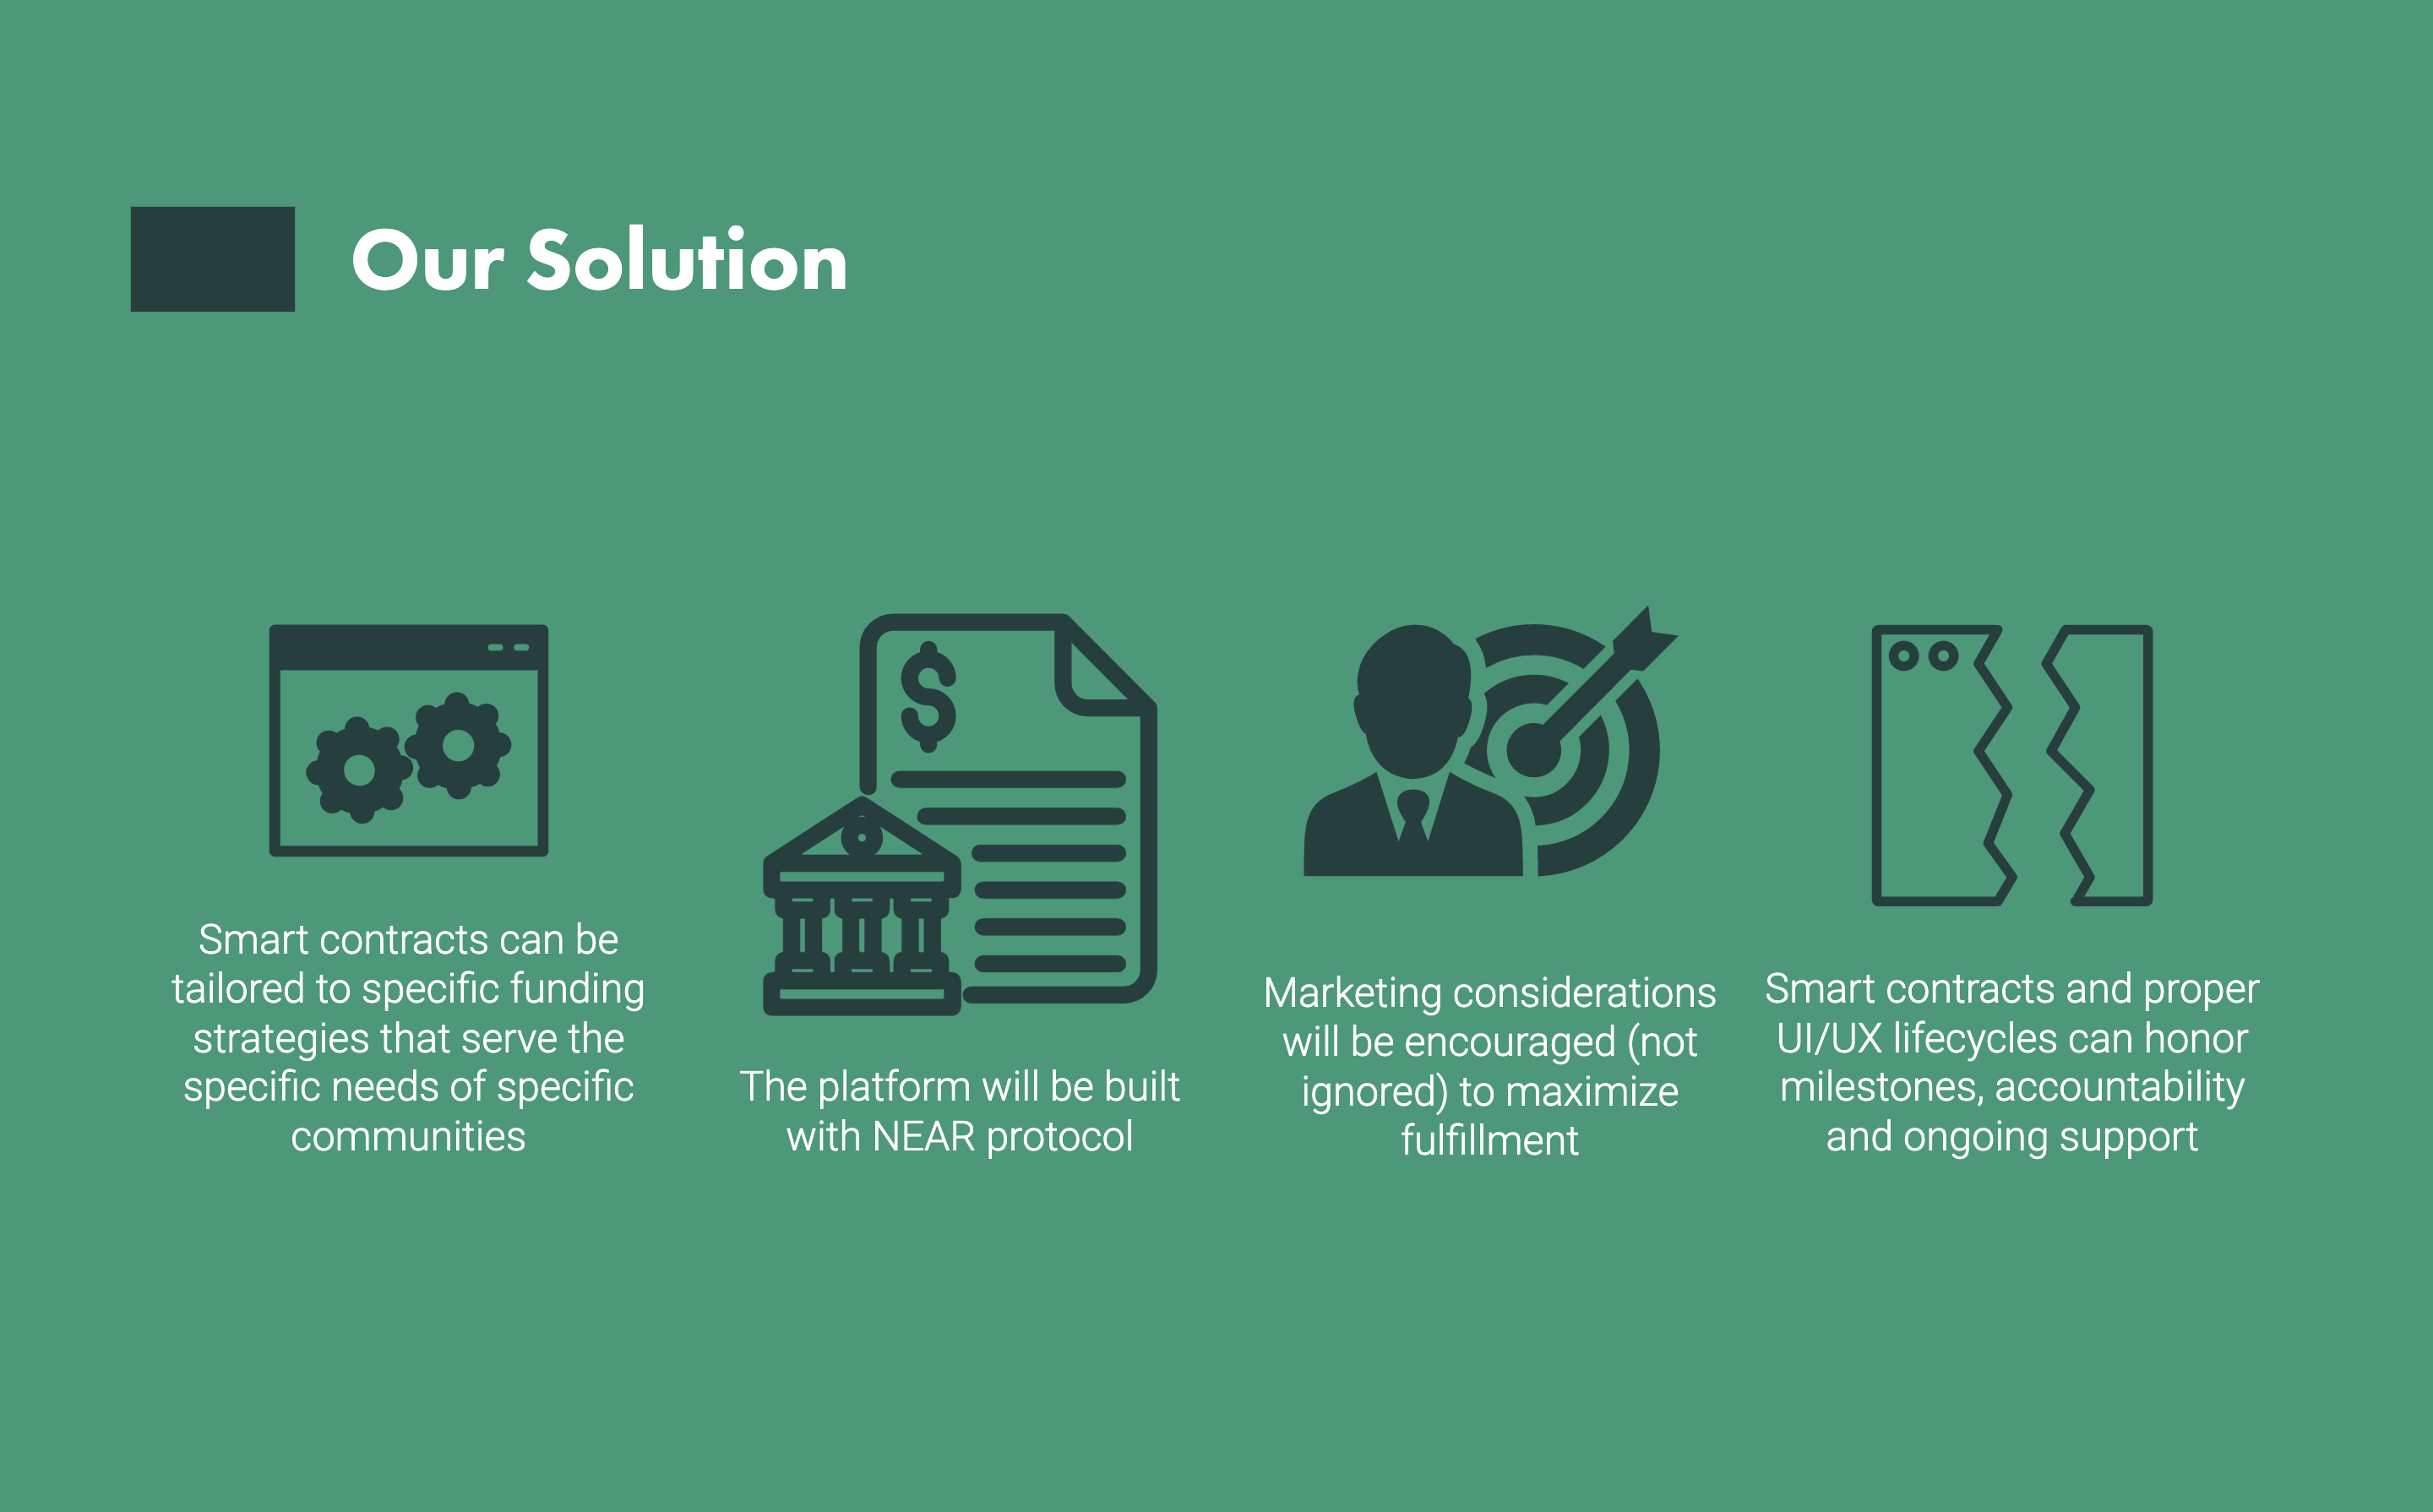 Our Solution
$
Smart contracts can be
tailored to specific funding
strategies that serve the
specific needs of specific
communities
The platform will be built
with NEAR protocol
Marketing considerations
will be encouraged (not
ignored) to maximize
fulfillment
Smart contracts and proper
UI/UX lifecycles can honor
milestones, accountability
and ongoing support